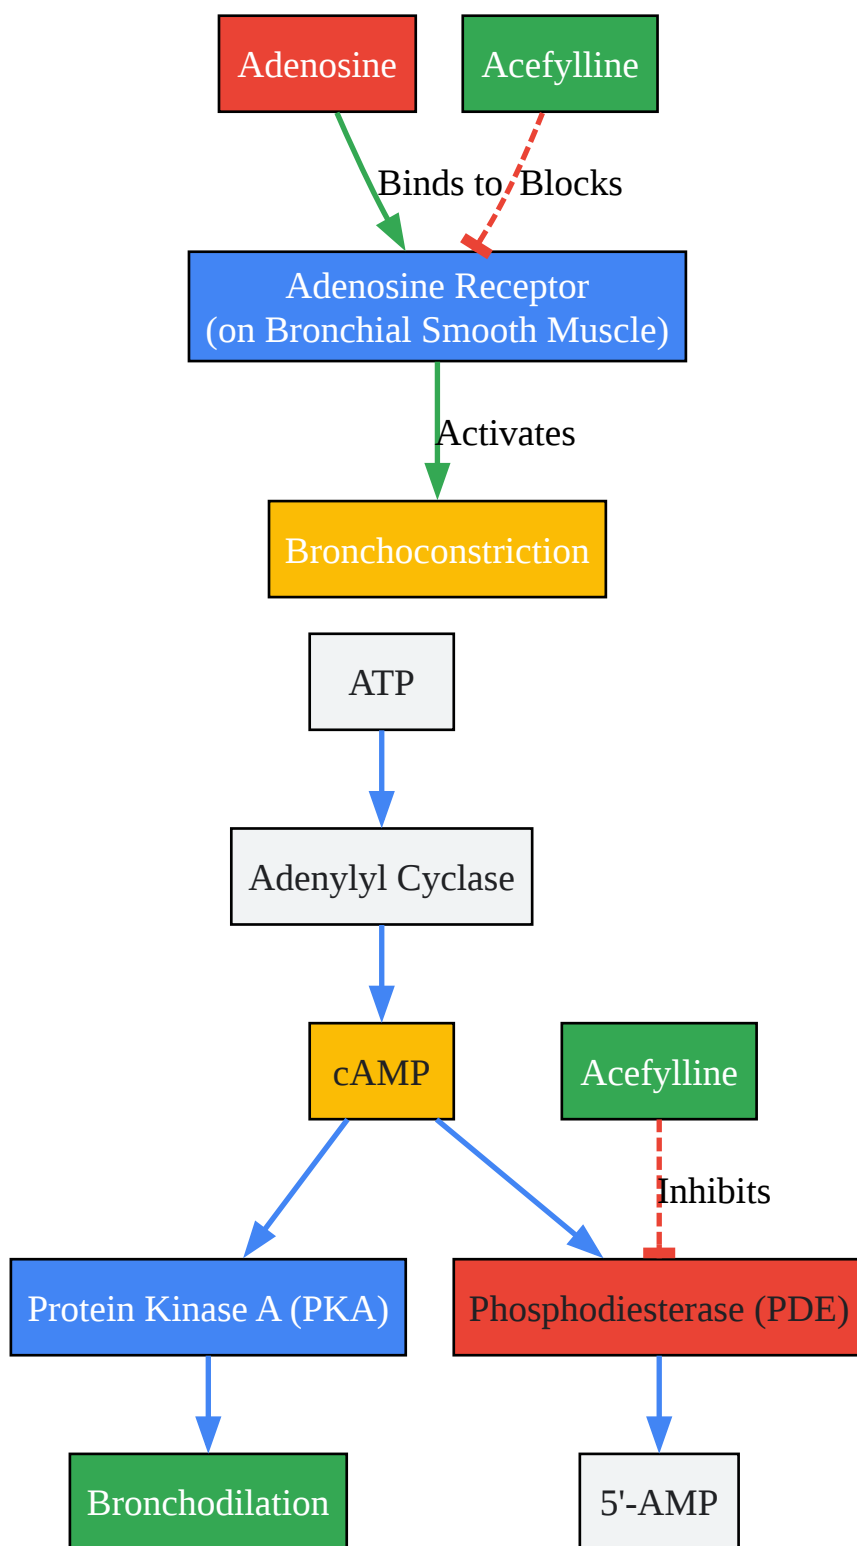 Adenosine
Acefylline
Binds to
Blocks
Adenosine Receptor
(on Bronchial Smooth Muscle)
Activates
Bronchoconstriction
ATP
Adenylyl Cyclase
cAMP
Acefylline
Inhibits
Protein Kinase A (PKA)
Phosphodiesterase (PDE)
Bronchodilation
5'-AMP